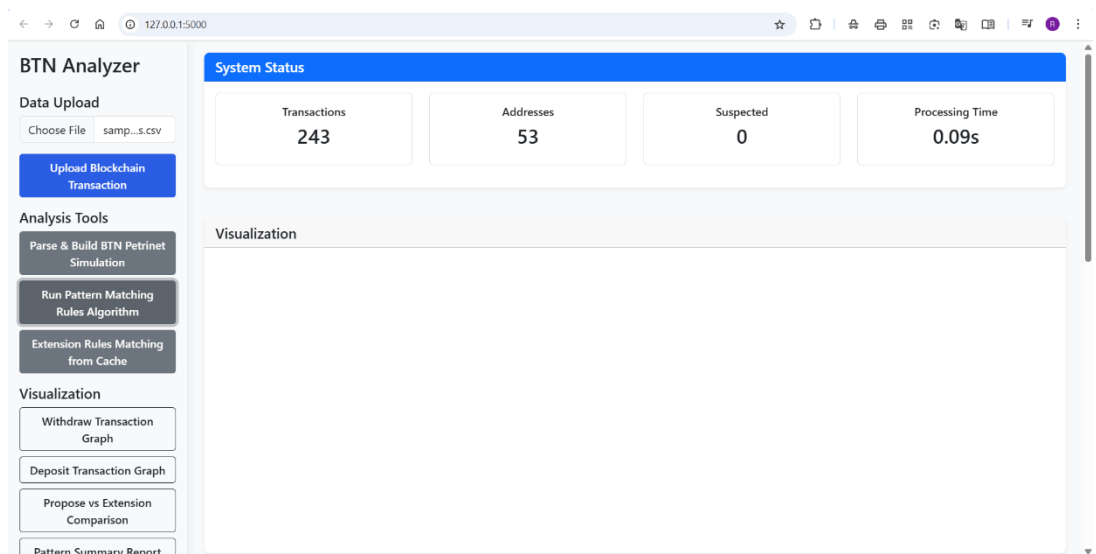 127.0.0.1:5000
R
BTN Analyzer
Data Upload
Choose File samp...s.csv
Upload Blockchain
Transaction
Analysis Tools
Parse & Build BTN Petrinet
Simulation
Run Pattern Matching
Rules Algorithm
Extension Rules Matching
from Cache
Visualization
Withdraw Transaction
Graph
Deposit Transaction Graph
Propose vs Extension
Comparison
Pattern Summary Report
System Status
Transactions
243
Addresses
53
Suspected
0
Processing Time
0.09s
Visualization